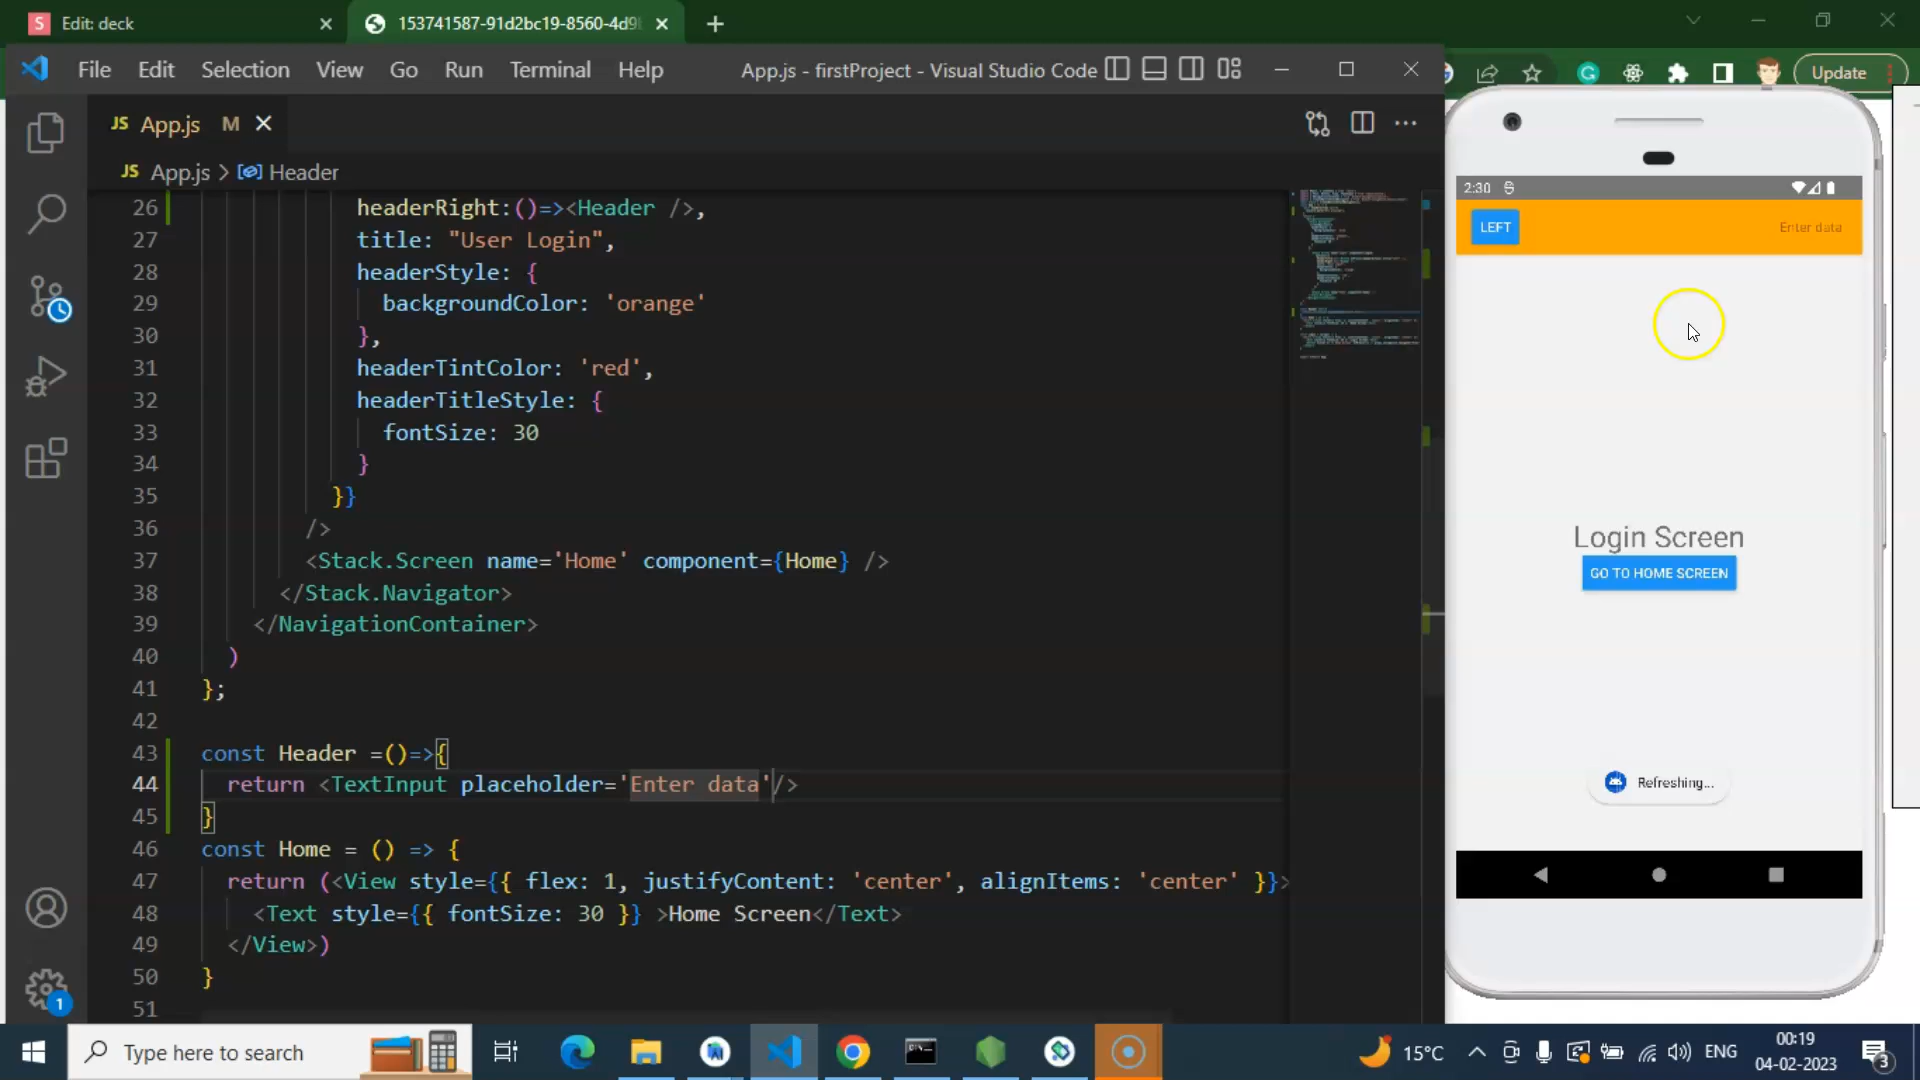 Edit: deck
153741587-91d2bc19-8560-4d9
File Edit Selection View Go Run Terminal Help
App.js - firstProject - Visual Studio Code
Update
JS App.js M
JS App.js > Header
26 headerRight:()=><Header />,
27 title: "User Login",
28 headerStyle: {
29 backgroundColor: 'orange'
30 },
31 headerTintColor: 'red',
32 headerTitleStyle: {
33 fontSize: 30
34 }
35 }}
36 />
37 <Stack.Screen name='Home' component={Home} />
38 </Stack.Navigator>
39 </NavigationContainer>
40 )
41 };
42
43 const Header =()=>{
44 return <TextInput placeholder='Enter data'/>
45 }
46 const Home = () => {
47 return (<View style={{ flex: 1, justifyContent: 'center', alignItems: 'center' }}>
48 <Text style={{ fontSize: 30 }} >Home Screen</Text>
49 </View>)
50 }
51
2:30
LEFT
Enter data
Login Screen
GO TO HOME SCREEN
Refreshing...
1
Type here to search
15°C
ENG
00:19
04-02-2023
3